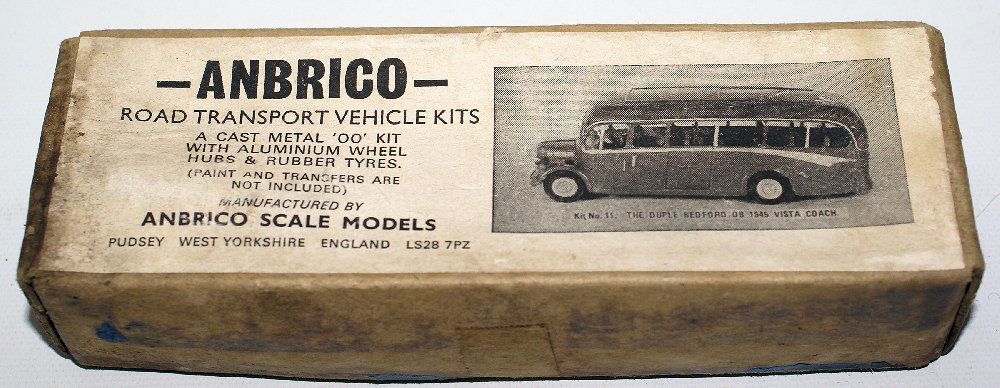 -ANBRICO-
ROAD TRANSPORT VEHICLE KITS
A CAST METAL 'OO' KIT
WITH ALUMINIUM WHEEL
HUBS & RUBBER TYRES.
(PAINT AND TRANSFERS ARE
NOT INCLUDED)
MANUFACTURED BY
ANBRICO SCALE MODELS
PUDSEY WEST YORKSHIRE ENGLAND LS28 7PZ
Kit No. 11. THE DUPLE BEDFORD OB 1945 VISTA COACH.